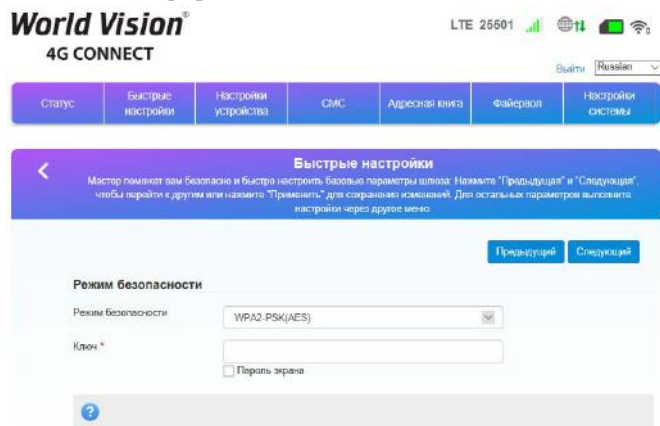 World Vision®
4G CONNECT
LTE 25501
Выйти Russian
Статус Быстрые настройки Настройки устройства СМС Адресная книга Файервол Настройки системы
Быстрые настройки
Мастер поможет вам безопасно и быстро настроить базовые параметры шлюза: Нажмите "Предыдущая" и "Следующая",
чтобы перейти к другим или нажмите "Применить" для сохранения изменений. Для остальных параметров выполните
настройки через другое меню
Предыдущий Следующий
Режим безопасности
Режим безопасности WPA2-PSK(AES)
Ключ *
Пароль экрана